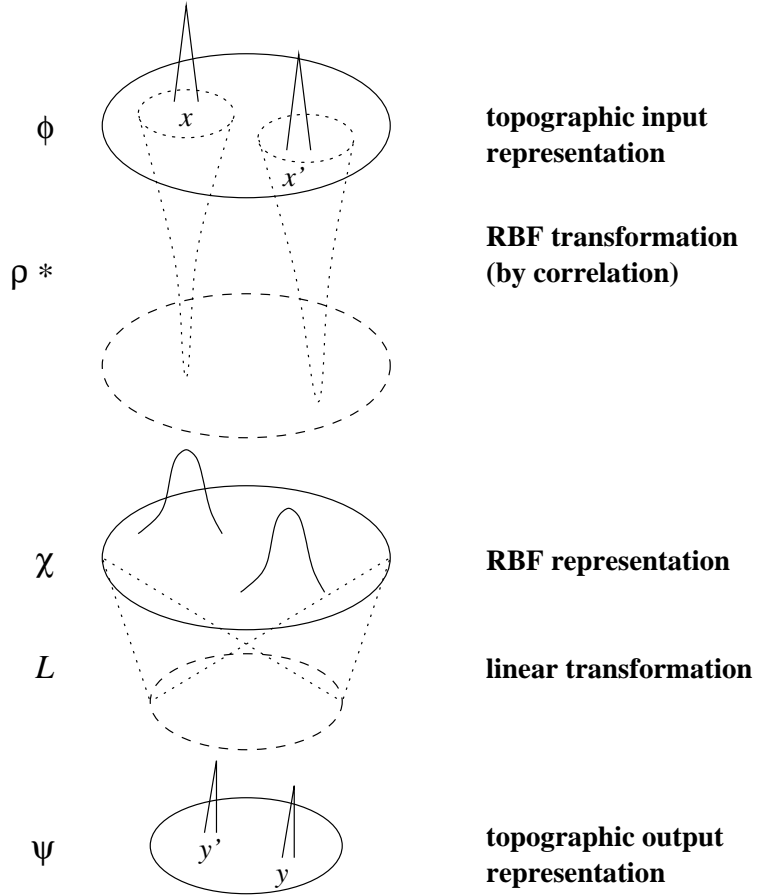 x
ϕ
topographic input
representation
x’
RBF transformation
(by correlation)
ρ *
χ
RBF representation
L
linear transformation
ψ
y’
y
topographic output
representation